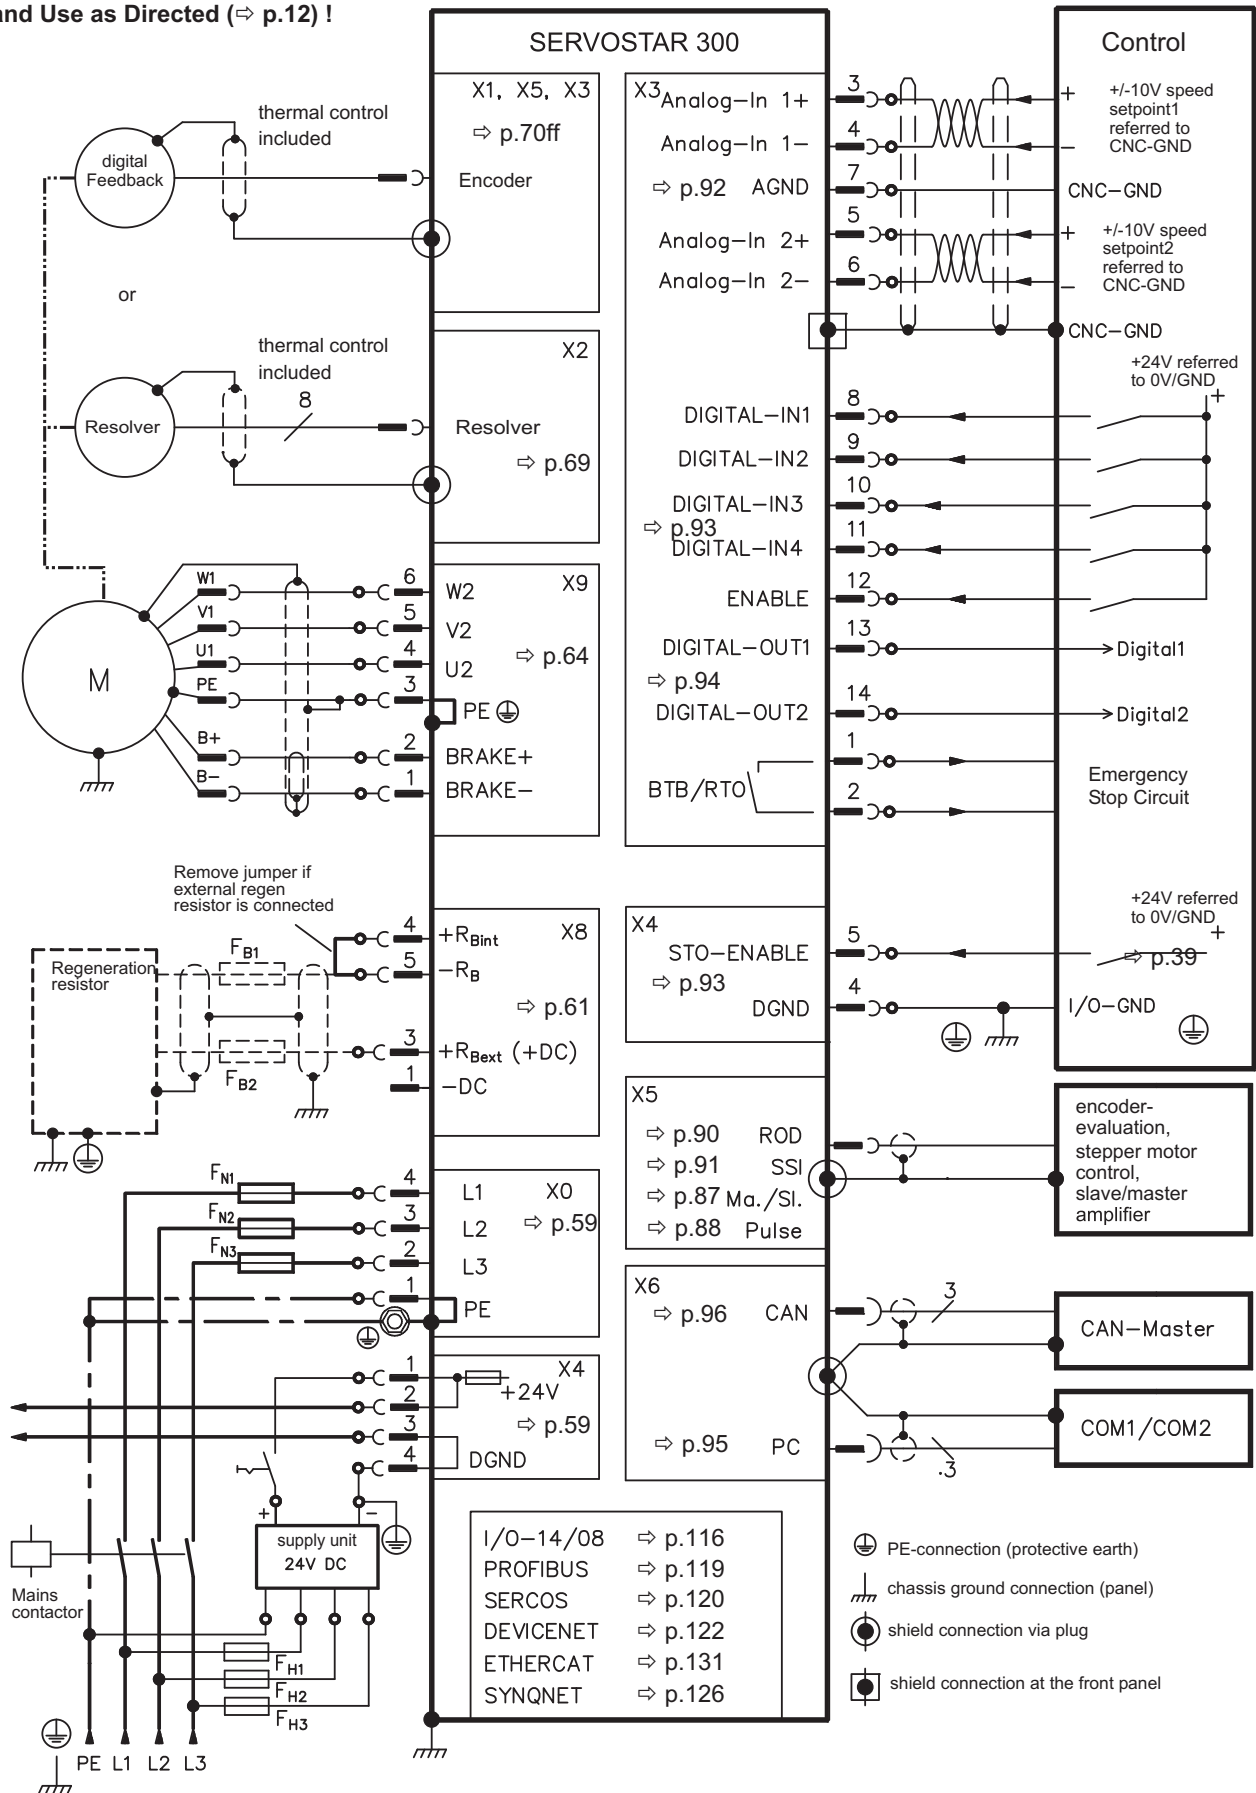 and Use as Directed (⇨ p.12) !
SERVOSTAR 300
Control
X1, X5, X3
⇨ p.70ff
Encoder
thermal control
included
digital
Feedback
or
thermal control
included
8
Resolver
X2
Resolver
⇨ p.69
X3
Analog-In 1+
3
Analog-In 1-
4
⇨ p.92
AGND
7
Analog-In 2+
5
Analog-In 2-
6
+
+/-10V speed
setpoint1
referred to
CNC-GND
-
CNC-GND
+
+/-10V speed
setpoint2
referred to
CNC-GND
-
CNC-GND
+24V referred
to 0V/GND
+
DIGITAL-IN1
8
DIGITAL-IN2
9
DIGITAL-IN3
10
⇨ p.93
DIGITAL-IN4
11
ENABLE
12
DIGITAL-OUT1
13
Digital1
⇨ p.94
DIGITAL-OUT2
14
Digital2
1
BTB/RTO
2
Emergency
Stop Circuit
M
W1
6
W2
X9
V1
5
V2
U1
4
U2
⇨ p.64
PE
3
PE
B+
2
BRAKE+
B-
1
BRAKE-
Remove jumper if
external regen
resistor is connected
Regeneration
resistor
FB1
FB2
4
+RBint
X8
5
-RB
⇨ p.61
3
+RBext (+DC)
1
-DC
X4
STO-ENABLE
5
⇨ p.93
DGND
4
+24V referred
to 0V/GND
+
⇨ p.39
I/O-GND
X5
⇨ p.90 ROD
⇨ p.91 SSI
⇨ p.87 Ma./Sl.
⇨ p.88 Pulse
encoder-
evaluation,
stepper motor
control,
slave/master
amplifier
FN1
4
L1
X0
FN2
3
L2
⇨ p.59
FN3
2
L3
1
PE
X6
⇨ p.96 CAN
3
CAN-Master
⇨ p.95 PC
.3
COM1/COM2
1
X4
+24V
2
⇨ p.59
3
4
DGND
+
-
supply unit
24V DC
Mains
contactor
FH1
FH2
FH3
PE L1 L2 L3
I/O-14/08 ⇨ p.116
PROFIBUS ⇨ p.119
SERCOS ⇨ p.120
DEVICENET ⇨ p.122
ETHERCAT ⇨ p.131
SYNQNET ⇨ p.126
PE-connection (protective earth)
chassis ground connection (panel)
shield connection via plug
shield connection at the front panel